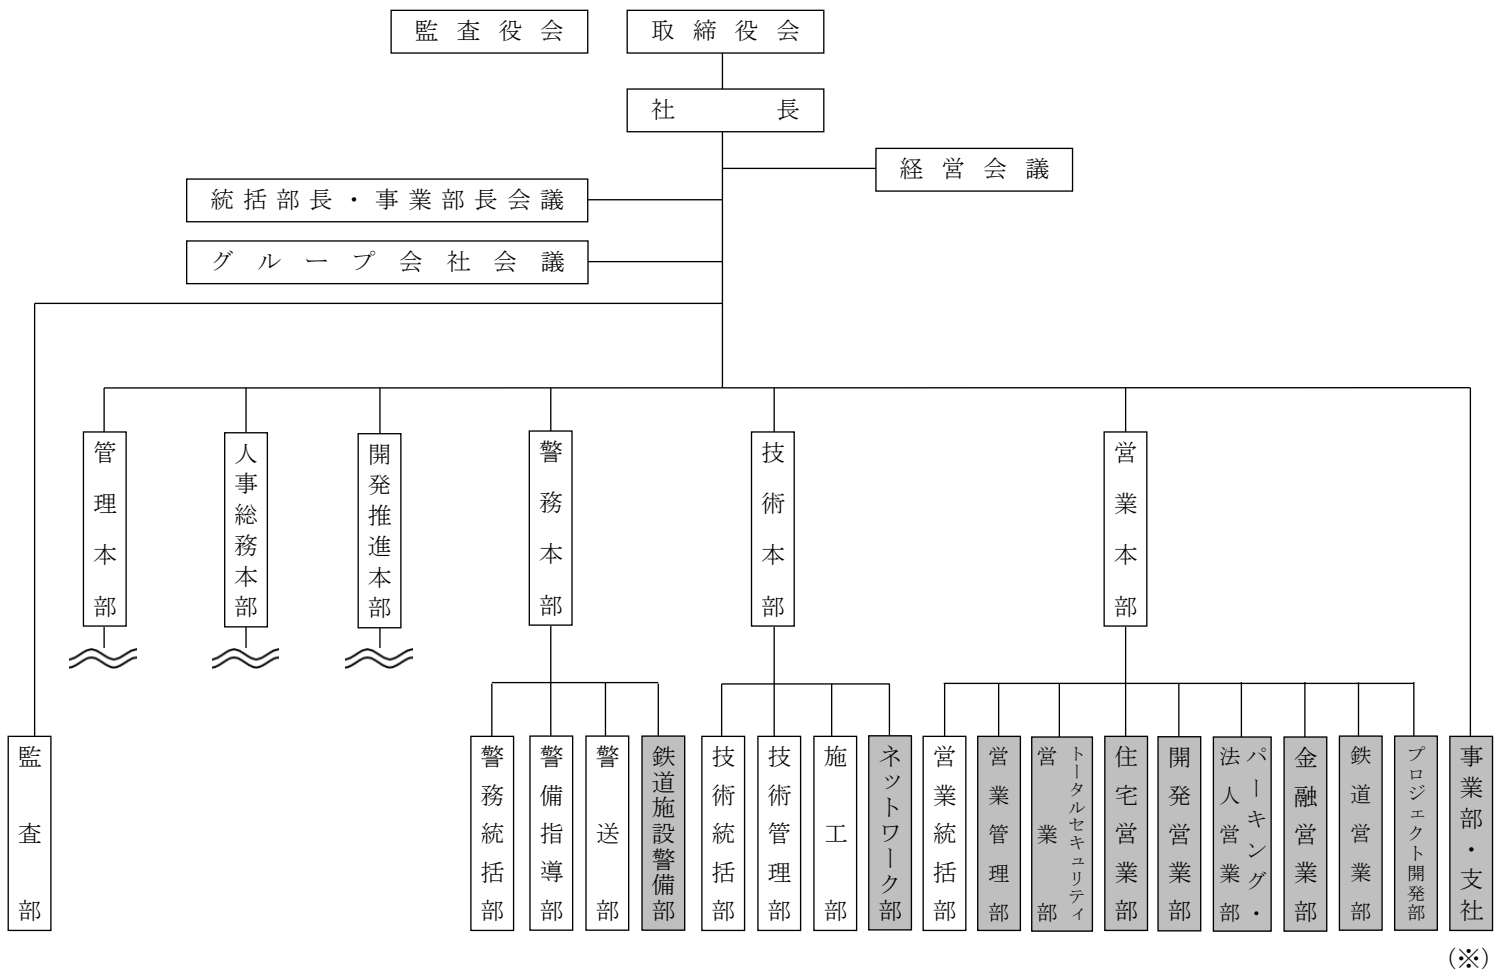 監査役会
取締役会
社長
経営会議
統括部長・事業部長会議
グループ会社会議
管理本部
人事総務本部
開発推進本部
警務本部
技術本部
営業本部
監査部
警務統括部
警備指導部
警送部
鉄道施設警備部
技術統括部
技術管理部
施工部
ネットワーク部
営業統括部
営業管理部
トータルセキュリティ
営業部
住宅営業部
開発営業部
パーキング・
法人営業部
金融営業部
鉄道営業部
プロジェクト開発部
事業部・支社
(※)